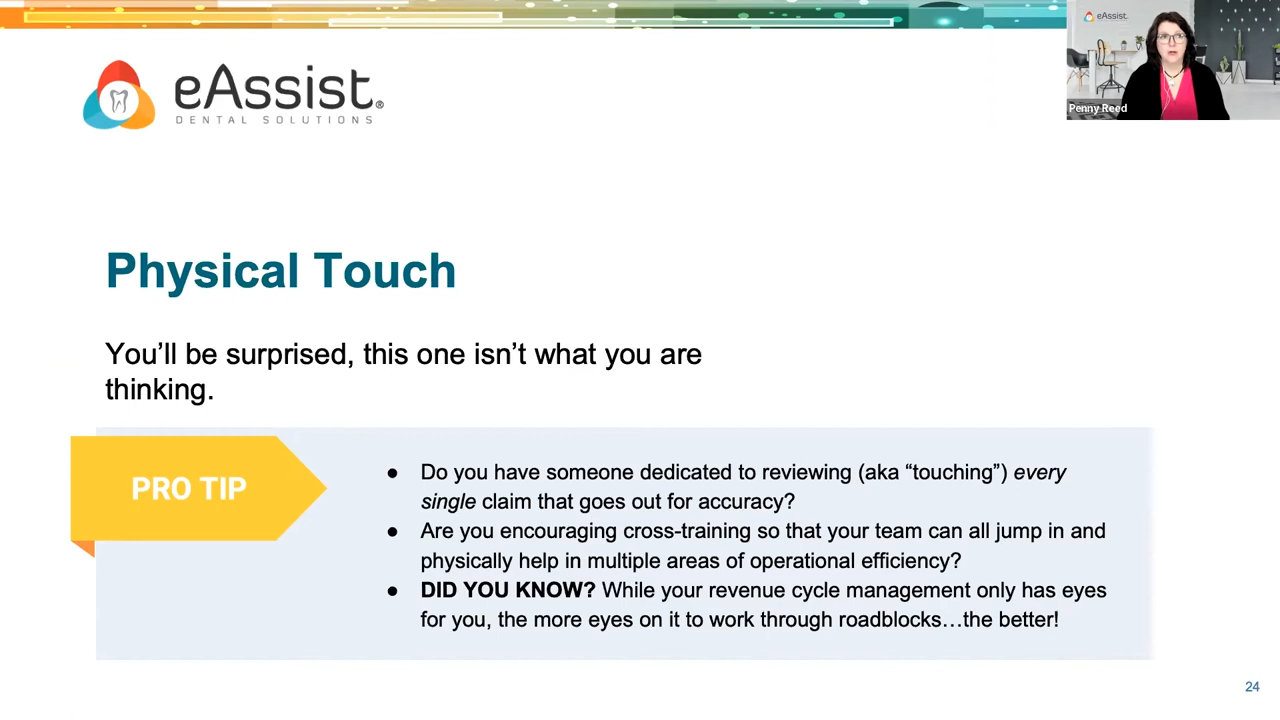 eAssist.
Penny Reed
eAssist®
DENTAL SOLUTIONS
Physical Touch
You’ll be surprised, this one isn’t what you are
thinking.
PRO TIP
● Do you have someone dedicated to reviewing (aka “touching”) every
single claim that goes out for accuracy?
● Are you encouraging cross-training so that your team can all jump in and
physically help in multiple areas of operational efficiency?
● DID YOU KNOW? While your revenue cycle management only has eyes
for you, the more eyes on it to work through roadblocks…the better!
24